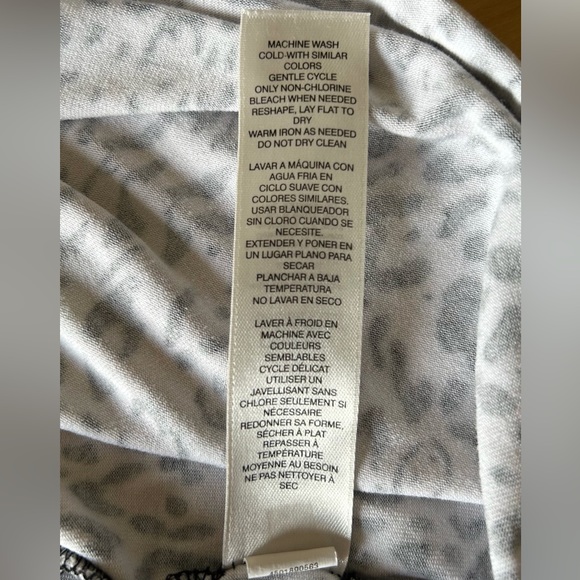 MACHINE WASH
COLD-WITH SIMILAR
COLORS
GENTLE CYCLE
ONLY NON-CHLORINE
BLEACH WHEN NEEDED
RESHAPE, LAY FLAT TO
DRY
WARM IRON AS NEEDED
DO NOT DRY CLEAN
LAVAR A MÁQUINA CON
AGUA FRIA EN
CICLO SUAVE CON
COLORES SIMILARES.
USAR BLANQUEADOR
SIN CLORO CUANDO SE
NECESITE.
EXTENDER Y PONER EN
UN LUGAR PLANO PARA
SECAR
PLANCHAR A BAJA
TEMPERATURA
NO LAVAR EN SECO
LAVER À FROID EN
MACHINE AVEC
COULEURS
SEMBLABLES
CYCLE DÉLICAT
UTILISER UN
JAVELLISANT SANS
CHLORE SEULEMENT SI
NÉCESSAIRE
REDONNER SA FORME,
SÉCHER À PLAT
REPASSER À
TEMPÉRATURE
MOYENNE AU BESOIN
NE PAS NETTOYER À
SEC